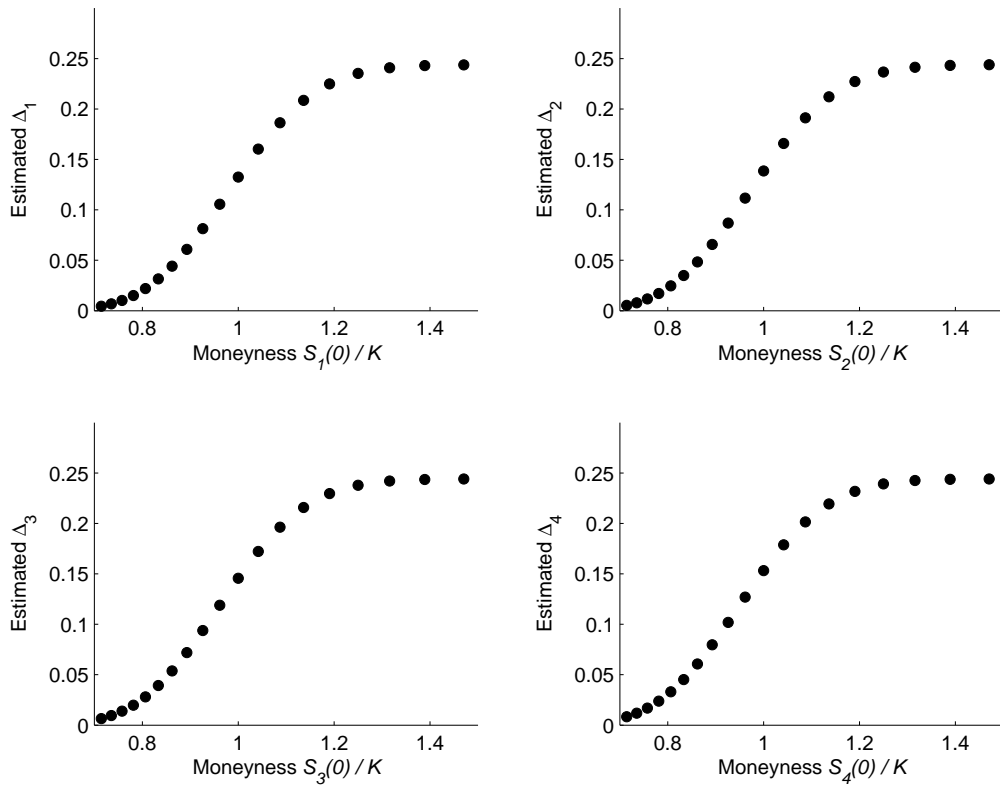 0.25
0.2
0.15
0.1
0.05
0
0.8 1 1.2 1.4
Estimated Δ1
Moneyness S1(0) / K
0.25
0.2
0.15
0.1
0.05
0
0.8 1 1.2 1.4
Estimated Δ2
Moneyness S2(0) / K
0.25
0.2
0.15
0.1
0.05
0
0.8 1 1.2 1.4
Estimated Δ3
Moneyness S3(0) / K
0.25
0.2
0.15
0.1
0.05
0
0.8 1 1.2 1.4
Estimated Δ4
Moneyness S4(0) / K